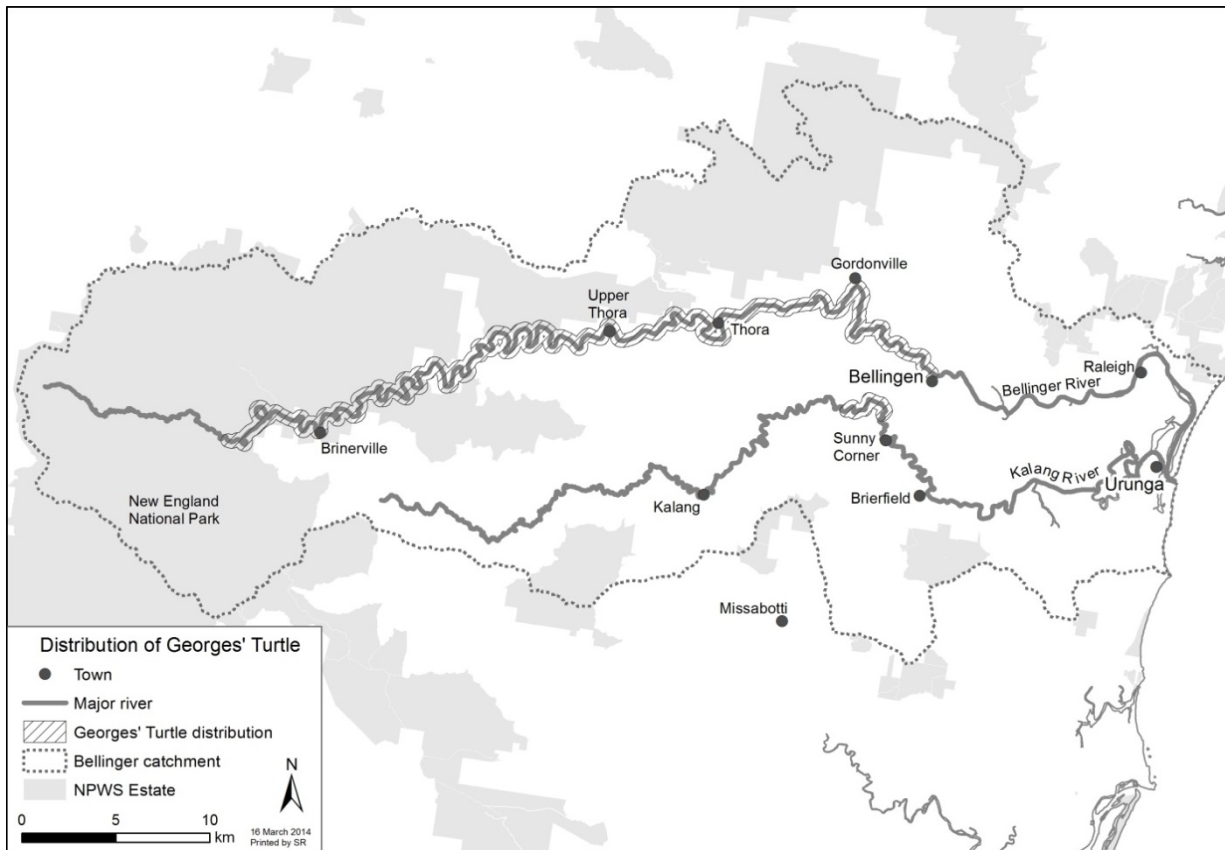 Gordonville
Upper
Thora
Thora
Raleigh
Bellingen
Bellinger River
Brinerville
Sunny
Corner
Kalang River
Urunga
Kalang
Brierfield
New England
National Park
Missabotti
Distribution of Georges' Turtle
Town
Major river
Georges' Turtle distribution
Bellinger catchment
NPWS Estate
N
0 5 10
km
16 March 2014
Printed by SR